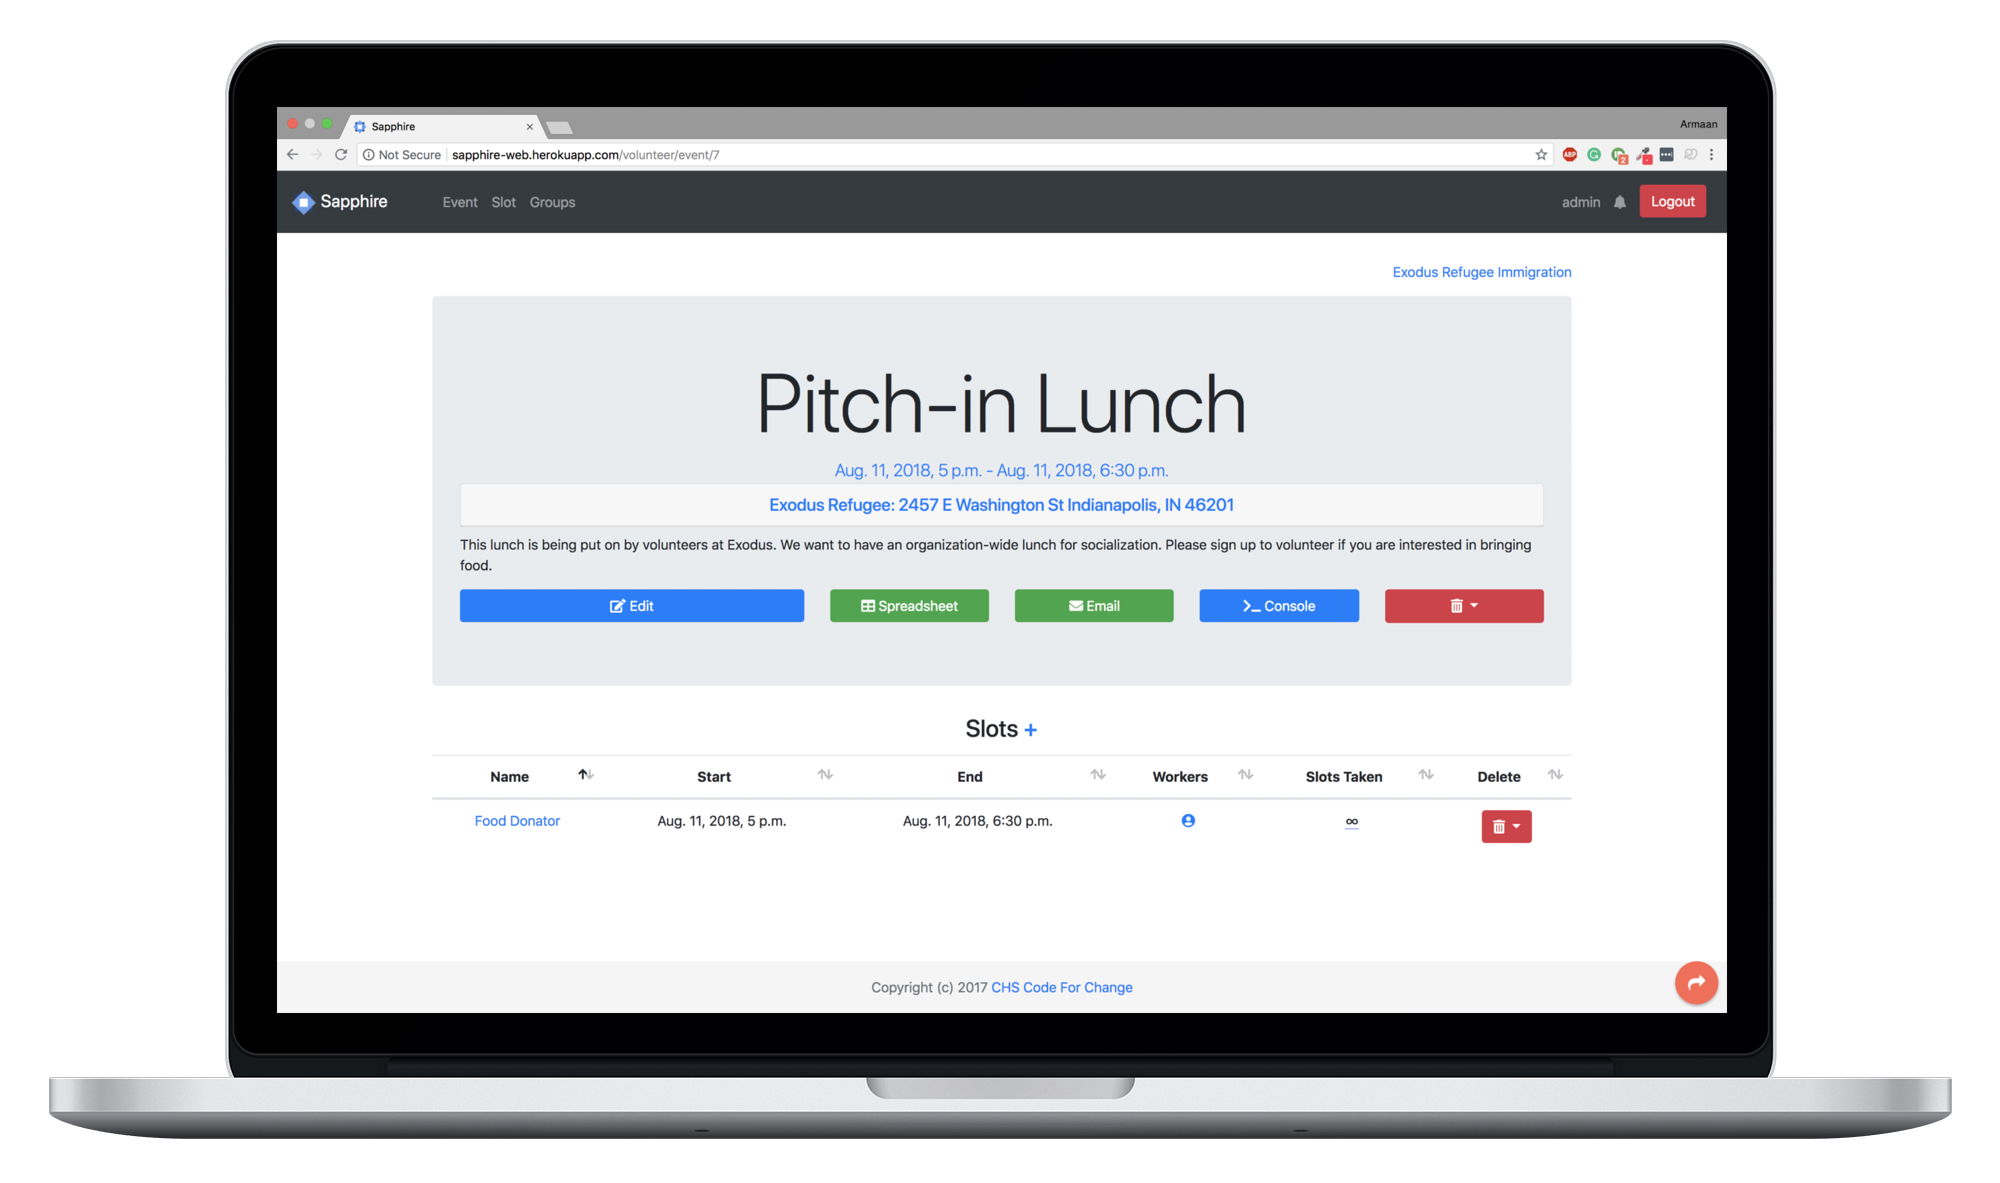 Sapphire
Armaan
Not Secure sapphire-web.herokuapp.com/volunteer/event/7
ABP
2
Sapphire Event Slot Groups admin Logout
Exodus Refugee Immigration
Pitch-in Lunch
Aug. 11, 2018, 5 p.m. - Aug. 11, 2018, 6:30 p.m.
Exodus Refugee: 2457 E Washington St Indianapolis, IN 46201
This lunch is being put on by volunteers at Exodus. We want to have an organization-wide lunch for socialization. Please sign up to volunteer if you are interested in bringing
food.
Edit Spreadsheet Email Console
Slots +
Name Start End Workers Slots Taken Delete
Food Donator Aug. 11, 2018, 5 p.m. Aug. 11, 2018, 6:30 p.m. ∞
Copyright (c) 2017 CHS Code For Change